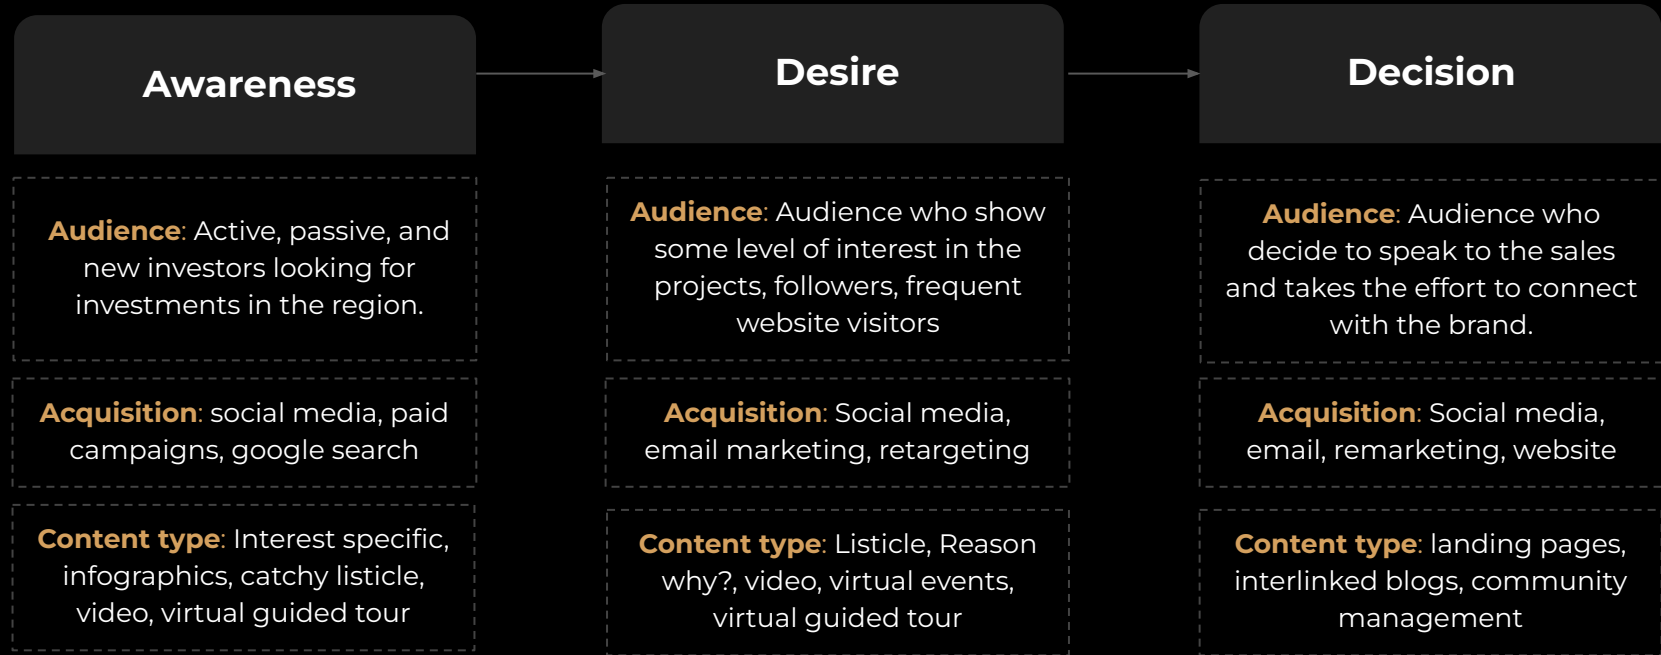 Awareness
Desire
Decision
Audience: Active, passive, and
new investors looking for
investments in the region.
Audience: Audience who show
some level of interest in the
projects, followers, frequent
website visitors
Audience: Audience who
decide to speak to the sales
and takes the effort to connect
with the brand.
Acquisition: social media, paid
campaigns, google search
Acquisition: Social media,
email marketing, retargeting
Acquisition: Social media,
email, remarketing, website
Content type: Interest specific,
infographics, catchy listicle,
video, virtual guided tour
Content type: Listicle, Reason
why?, video, virtual events,
virtual guided tour
Content type: landing pages,
interlinked blogs, community
management